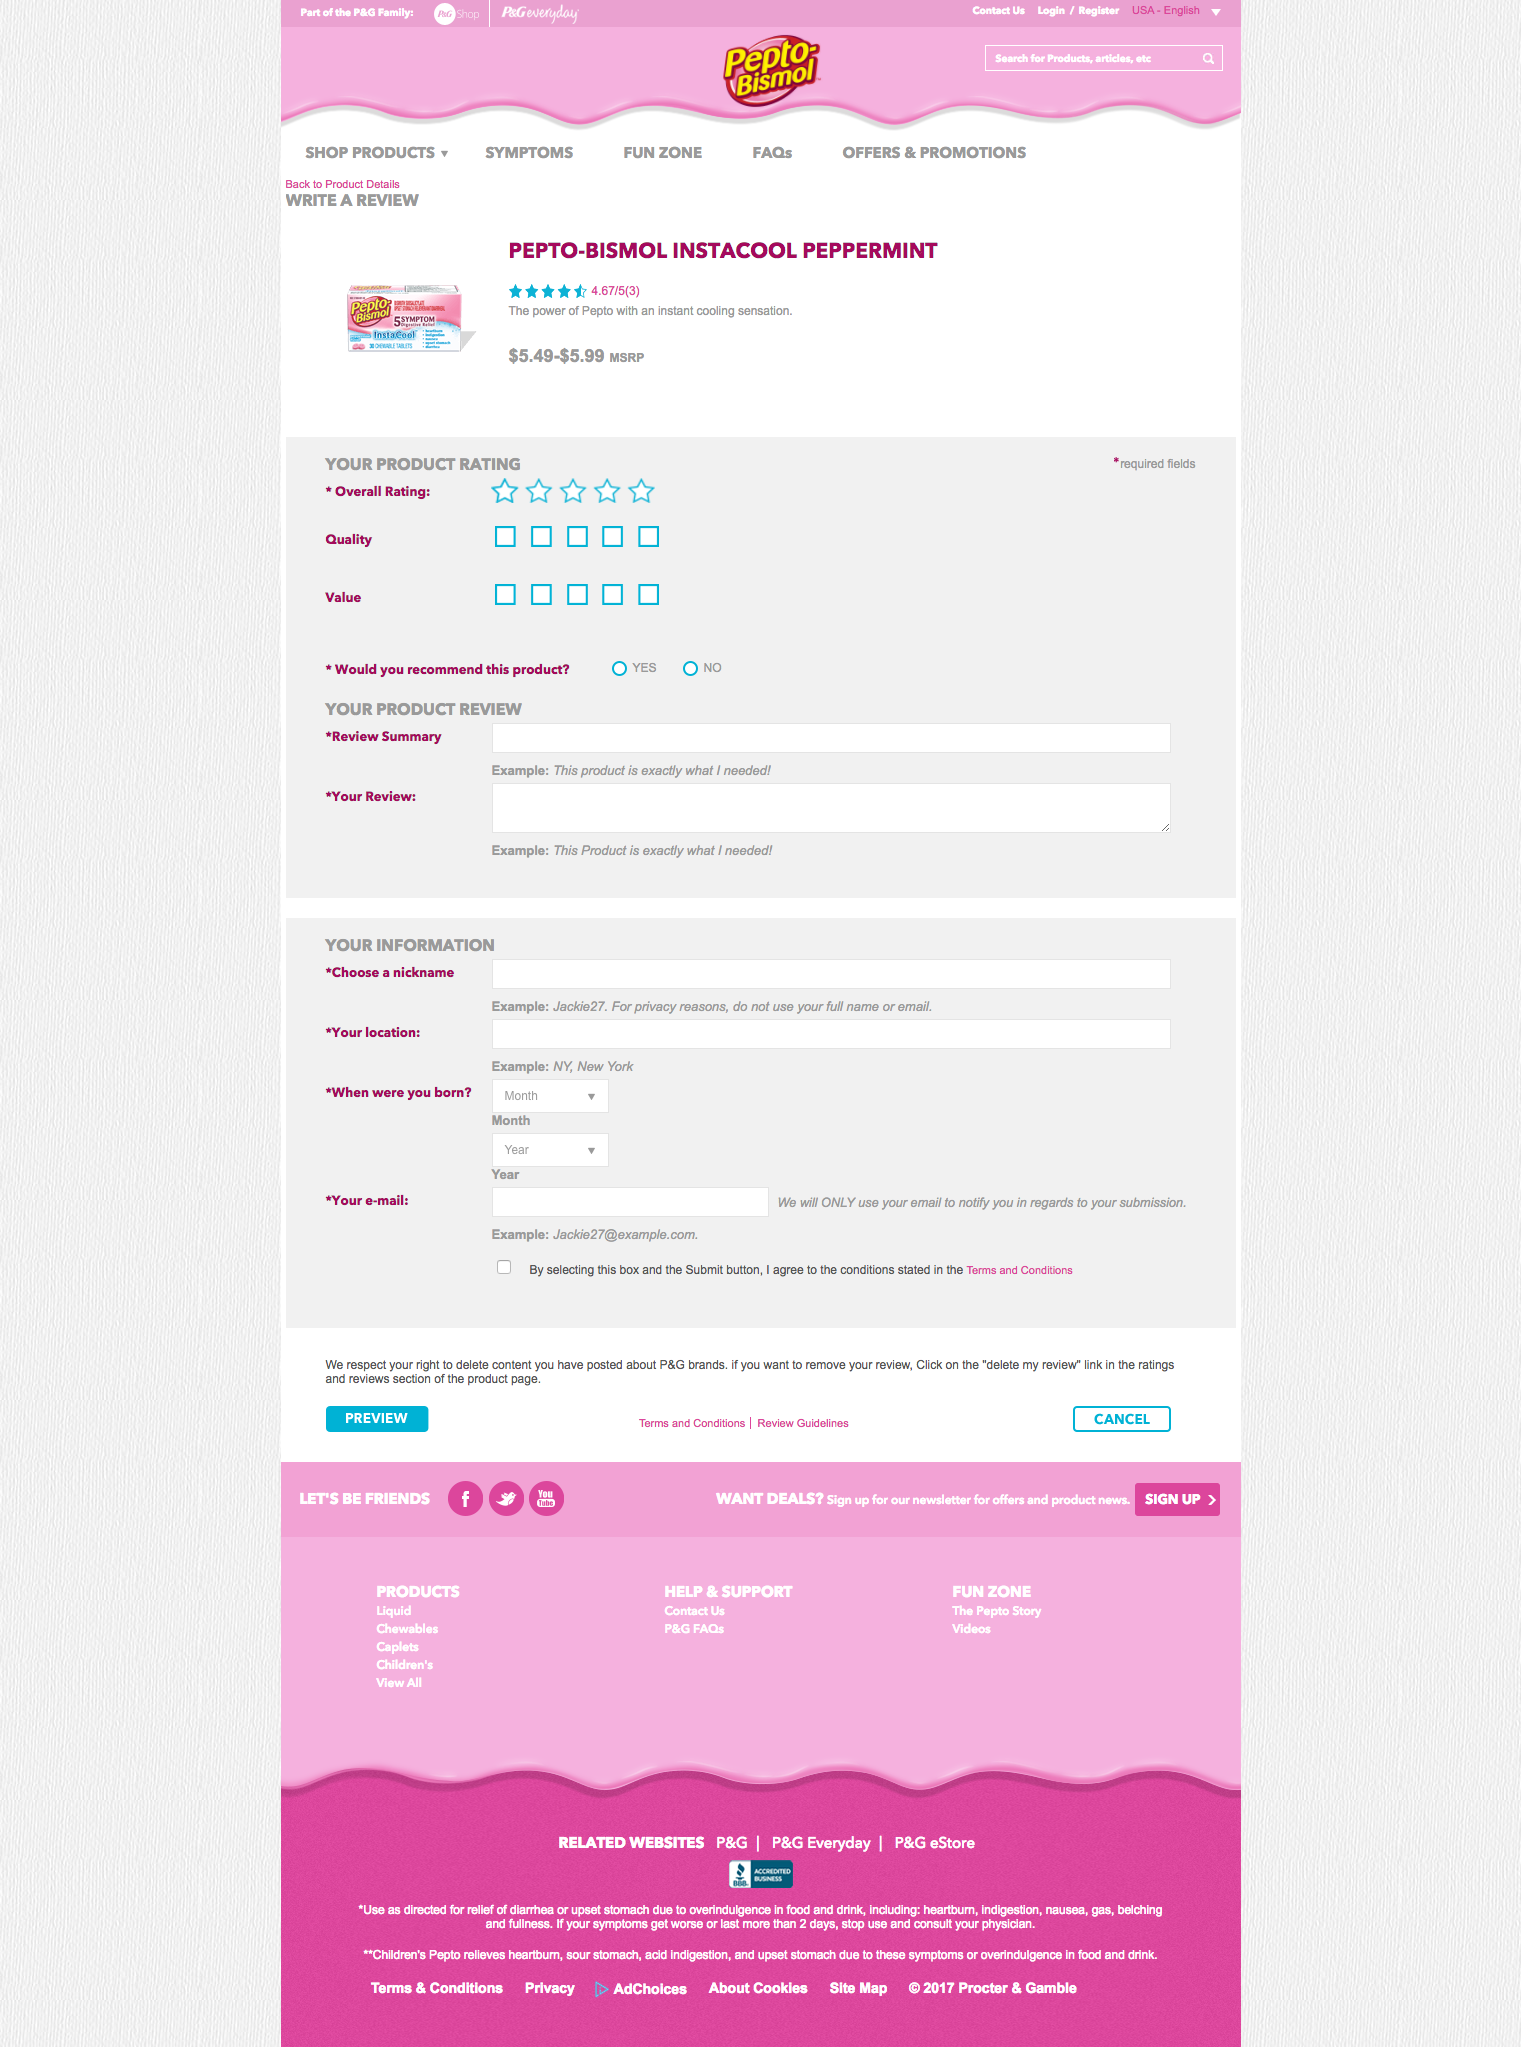 Part of the P&G Family:
P&G Shop
P&G everyday
Contact Us
Login / Register
USA - English
Pepto-
Bismol
Search for Products, articles, etc
SHOP PRODUCTS
SYMPTOMS
FUN ZONE
FAQs
OFFERS & PROMOTIONS
Back to Product Details
WRITE A REVIEW
PEPTO-BISMOL INSTACOOL PEPPERMINT
Pepto-
Bismol
5 SYMPTOM
Digestive Relief
InstaCool
4.67/5(3)
The power of Pepto with an instant cooling sensation.
$5.49-$5.99 MSRP
YOUR PRODUCT RATING
*required fields
* Overall Rating:
Quality
Value
* Would you recommend this product?
YES
NO
YOUR PRODUCT REVIEW
*Review Summary
Example: This product is exactly what I needed!
*Your Review:
Example: This Product is exactly what I needed!
YOUR INFORMATION
*Choose a nickname
Example: Jackie27. For privacy reasons, do not use your full name or email.
*Your location:
Example: NY, New York
*When were you born?
Month
Month
Year
Year
*Your e-mail:
We will ONLY use your email to notify you in regards to your submission.
Example: Jackie27@example.com.
By selecting this box and the Submit button, I agree to the conditions stated in the Terms and Conditions
We respect your right to delete content you have posted about P&G brands. if you want to remove your review, Click on the "delete my review" link in the ratings
and reviews section of the product page.
PREVIEW
Terms and Conditions | Review Guidelines
CANCEL
LET'S BE FRIENDS
f
You
Tube
WANT DEALS? Sign up for our newsletter for offers and product news.
SIGN UP
PRODUCTS
Liquid
Chewables
Caplets
Children's
View All
HELP & SUPPORT
Contact Us
P&G FAQs
FUN ZONE
The Pepto Story
Videos
RELATED WEBSITES P&G | P&G Everyday | P&G eStore
BBB.
ACCREDITED
BUSINESS
*Use as directed for relief of diarrhea or upset stomach due to overindulgence in food and drink, including: heartburn, indigestion, nausea, gas, belching
and fullness. If your symptoms get worse or last more than 2 days, stop use and consult your physician.
**Children's Pepto relieves heartburn, sour stomach, acid indigestion, and upset stomach due to these symptoms or overindulgence in food and drink.
Terms & Conditions
Privacy
AdChoices
About Cookies
Site Map
© 2017 Procter & Gamble